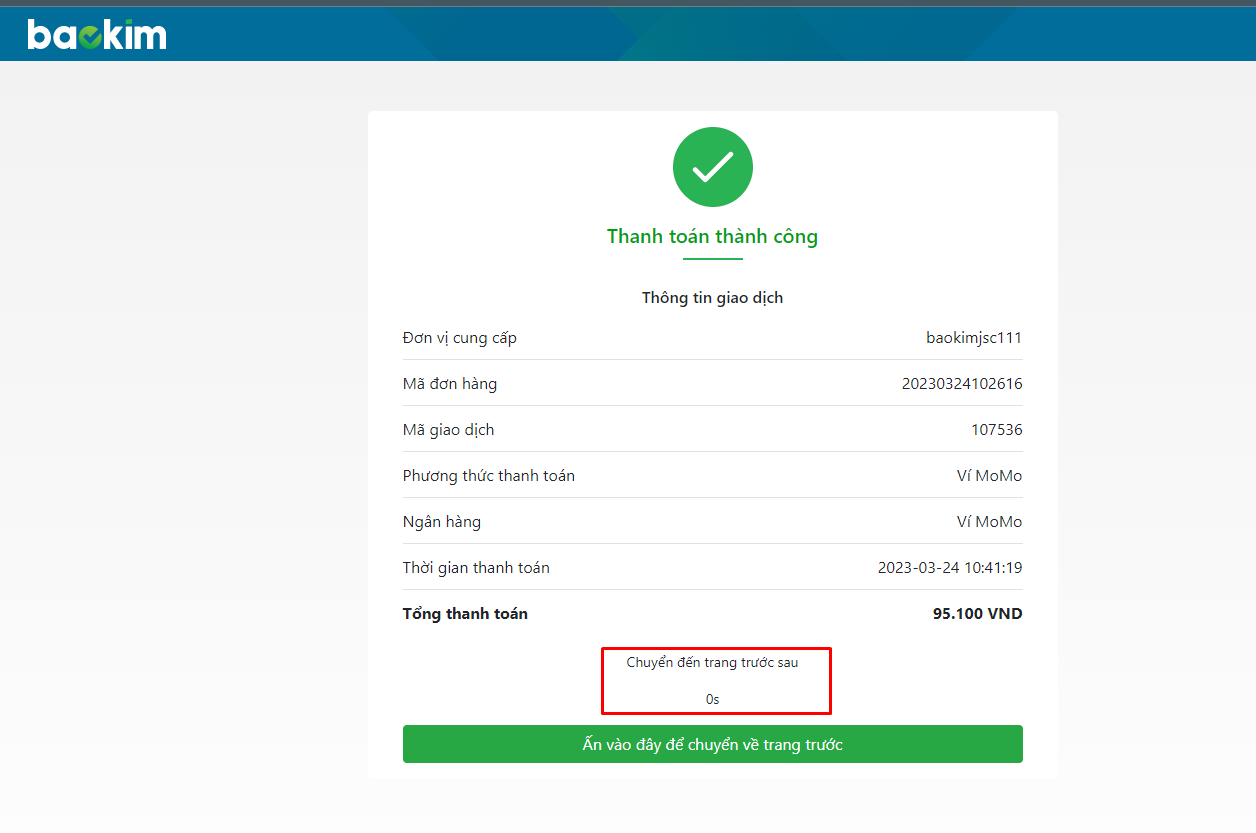 baokim
Thanh toán thành công
Thông tin giao dịch
Đơn vị cung cấp baokimjsc111
Mã đơn hàng 20230324102616
Mã giao dịch 107536
Phương thức thanh toán Ví MoMo
Ngân hàng Ví MoMo
Thời gian thanh toán 2023-03-24 10:41:19
Tổng thanh toán 95.100 VND
Chuyển đến trang trước sau
0s
Ấn vào đây để chuyển về trang trước